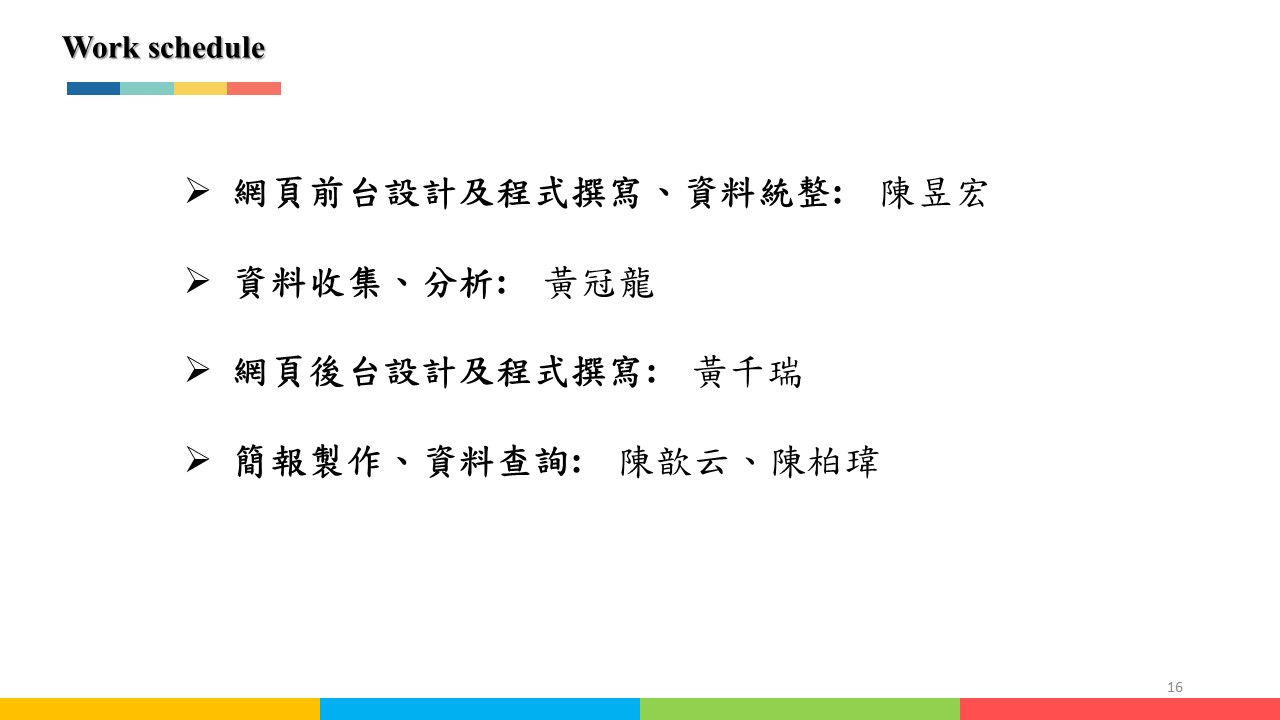 Work schedule
➢ 網頁前台設計及程式撰寫、資料統整: 陳昱宏
➢ 資料收集、分析: 黃冠龍
➢ 網頁後台設計及程式撰寫: 黃千瑞
➢ 簡報製作、資料查詢: 陳歆云、陳柏瑋
16